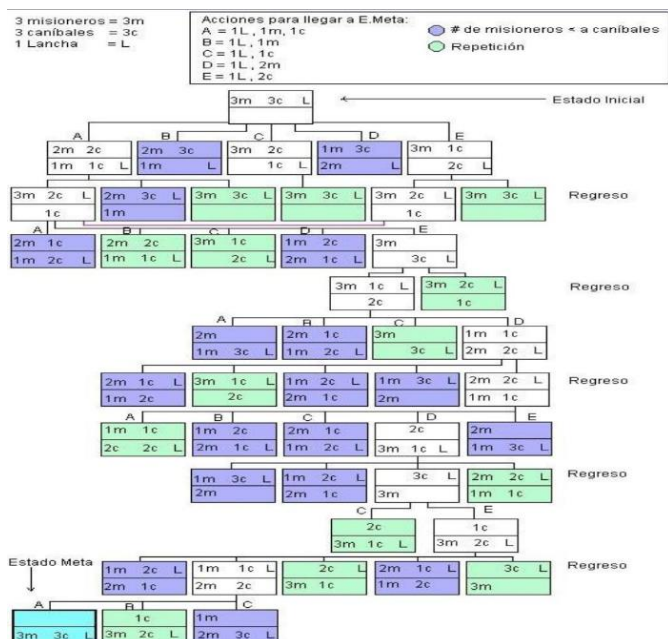 3 misioneros = 3m
3 caníbales = 3c
1 Lancha = L
Acciones para llegar a E.Meta:
A = 1L, 1m, 1c
B = 1L, 1m
C = 1L, 1c
D = 1L, 2m
E = 1L, 2c
# de misioneros < a caníbales
Repetición
3m 3c L
Estado Inicial
A B C D E
2m 2c 2m 3c 3m 2c 1m 3c 3m 1c
1m 1c L 1m L 1c L 2m L 2c L
3m 2c L 2m 3c L 3m 3c L 3m 3c L 3m 2c L 3m 3c L
Regreso
1c 1m 1c
A B C D E
2m 1c 2m 2c 3m 1c 1m 2c 3m
1m 2c L 1m 1c L 2c L 2m 1c L 3c L
3m 1c L 3m 2c L
Regreso
2c 1c
A B C D
2m 2m 1c 3m 1m 1c
1m 3c L 1m 2c L 3c L 2m 2c L
2m 1c L 3m 1c L 1m 2c L 1m 3c L 2m 2c L
Regreso
1m 2c 2c 2m 1c 2m 1m 1c
A B C D E
1m 1c 1m 2c 2m 1c 2c 2m
2c 2c L 2m 1c L 1m 2c L 3m 1c L 1m 3c L
1m 3c L 1m 2c L 3c L 2m 2c L
Regreso
2m 2m 1c 3m 1m 1c
C E
2c 1c
3m 1c L 3m 2c L
Estado Meta
1m 2c L 1m 1c L 2c L 2m 1c L 3c L
Regreso
2m 1c 2m 2c 3m 1c 1m 2c 3m
A B C
1c 1m
3m 3c L 3m 2c L 2m 3c L